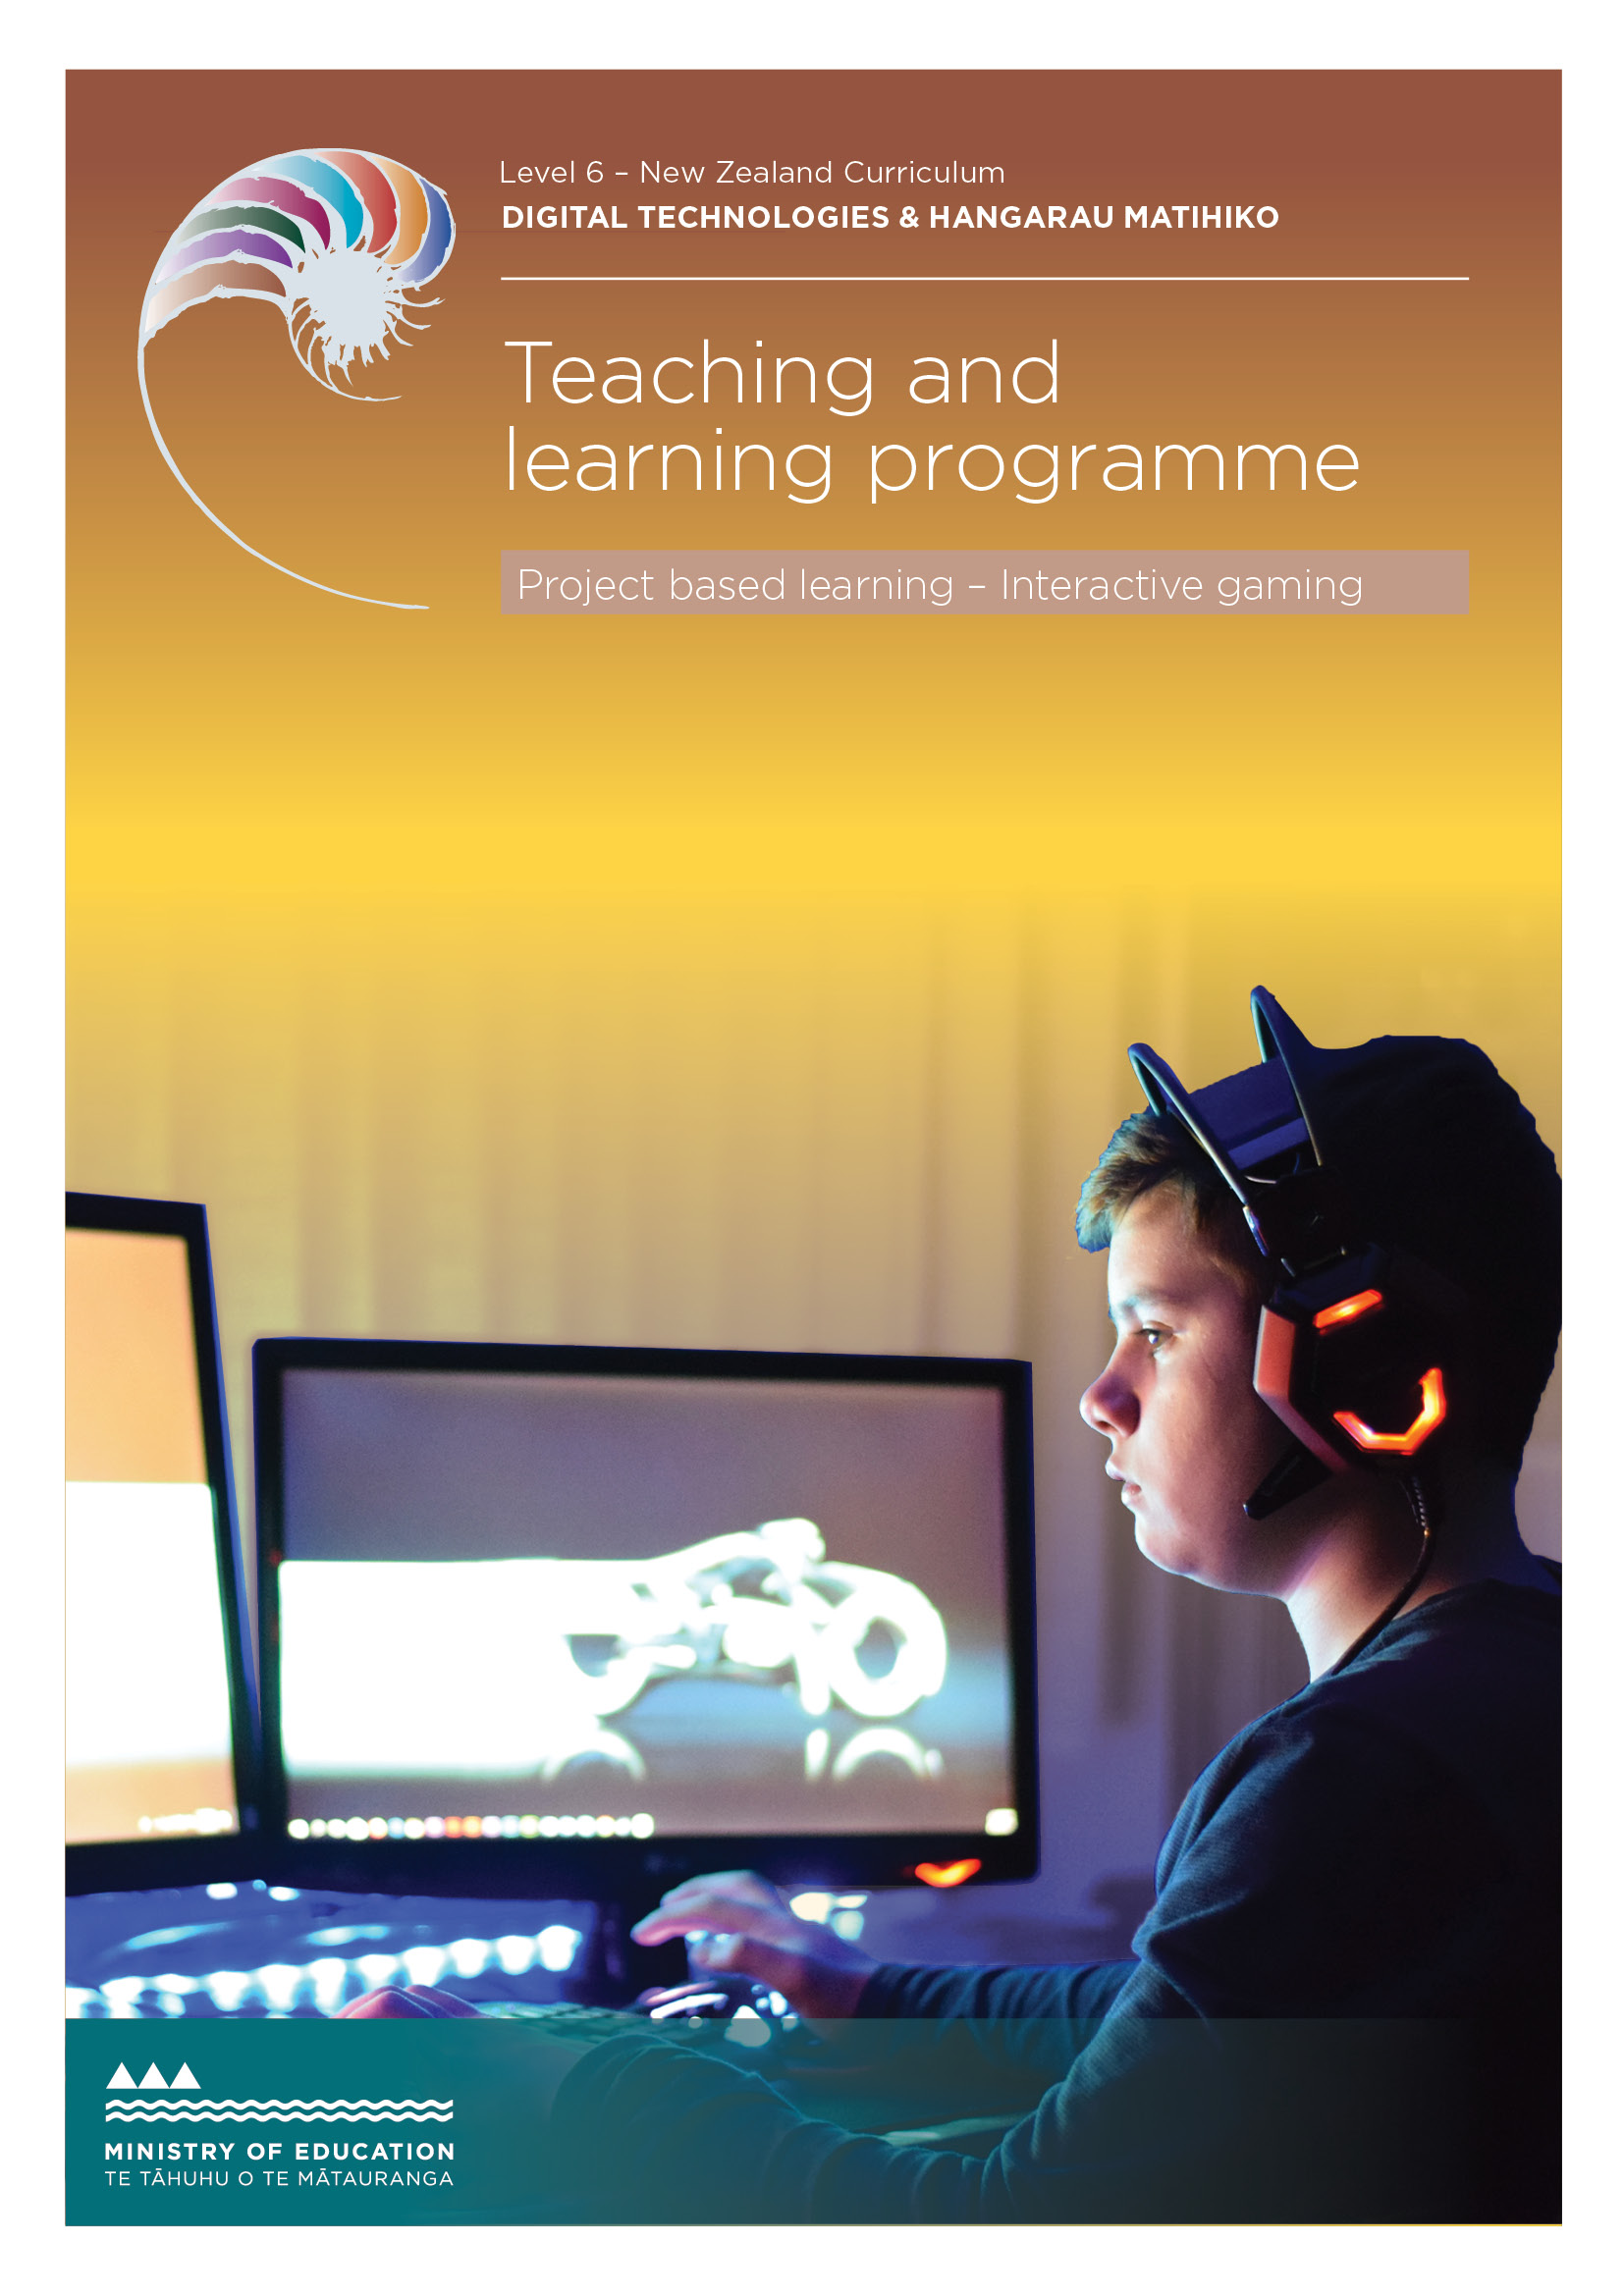 Level 6 – New Zealand Curriculum
DIGITAL TECHNOLOGIES & HANGARAU MATIHIKO
Teaching and
learning programme
Project based learning – Interactive gaming
MINISTRY OF EDUCATION
TE TĀHUHU O TE MĀTAURANGA